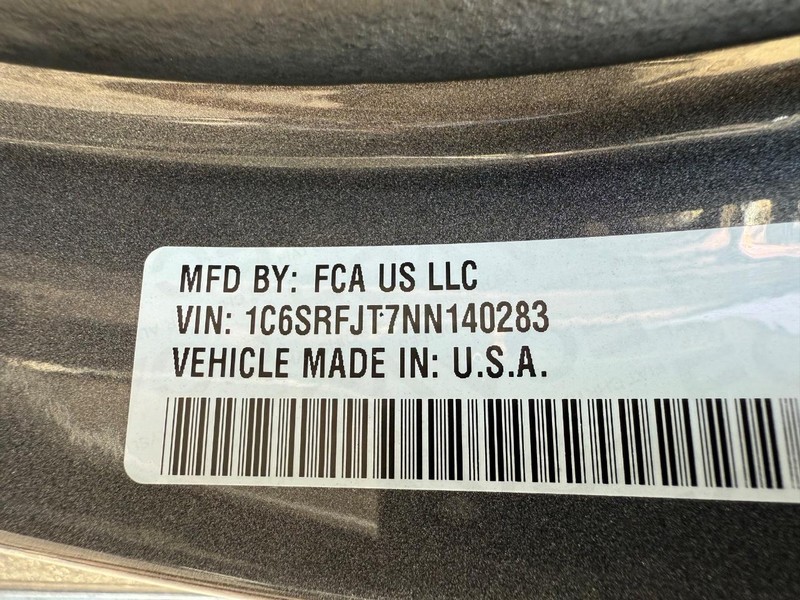 MFD BY: FCA US LLC
VIN: 1C6SRFJT7NN140283
VEHICLE MADE IN: U.S.A.